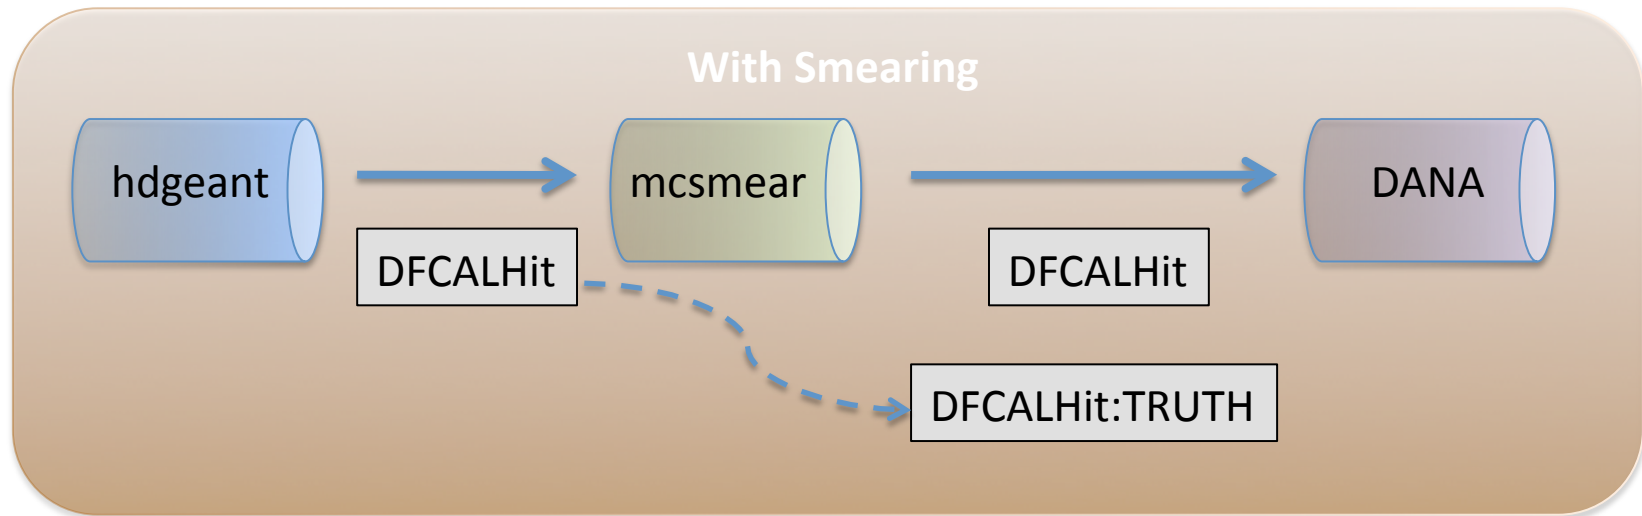 With Smearing
hdgeant
mcsmear
DANA
DFCALHit
DFCALHit
DFCALHit:TRUTH